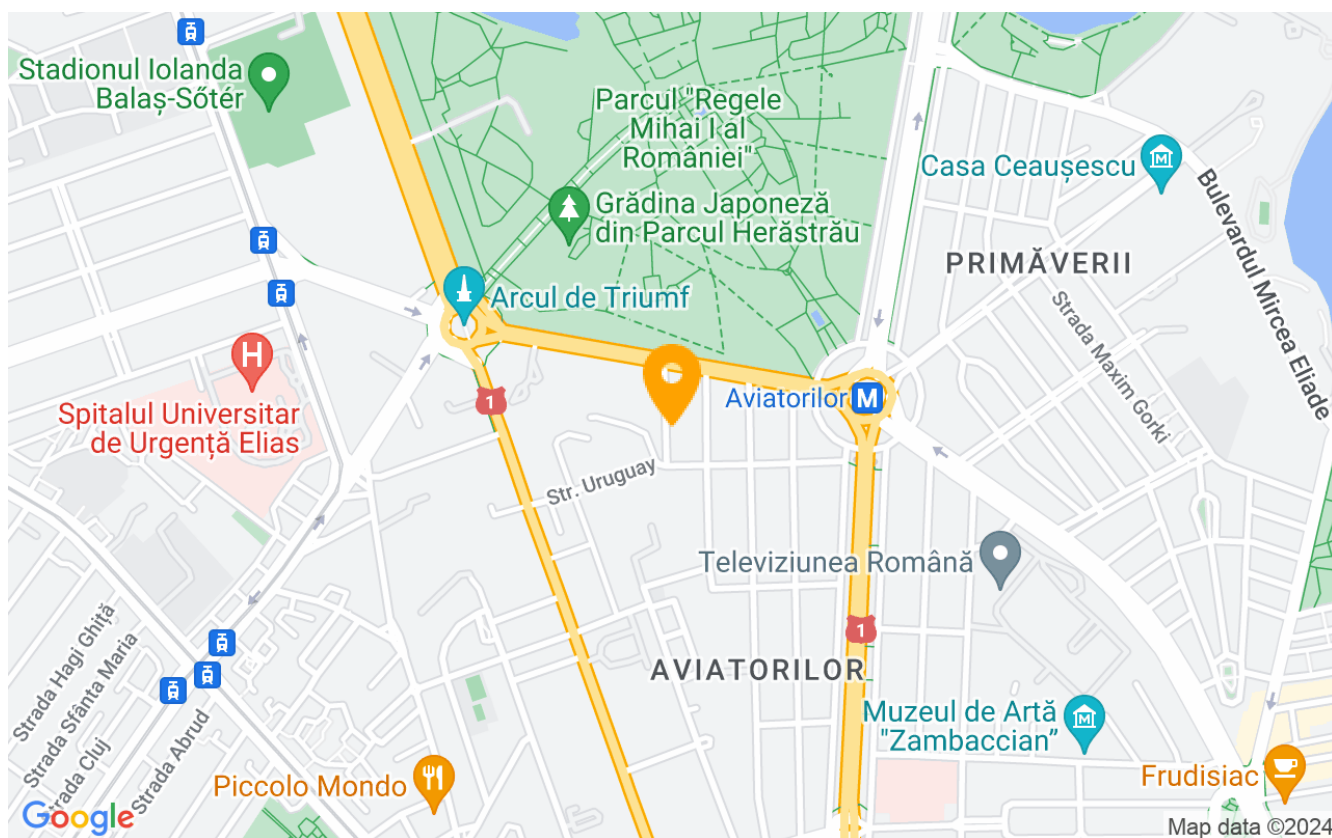 Stadionul Iolanda
Balaș-Sőtér
Parcul "Regele
Mihai I al
României"
Casa Ceaușescu
Bulevardul Mircea Eliade
Grădina Japoneză
din Parcul Herăstrău
PRIMĂVERII
Arcul de Triumf
Strada Maxim Gorki
H
1
Aviatorilor M
Spitalul Universitar
de Urgență Elias
Str. Uruguay
Televiziunea Română
1
AVIATORILOR
Strada Hagi Ghiță
Strada Sfânta Maria
Strada Cluj
Strada Abrud
Muzeul de Artă
"Zambaccian”
Piccolo Mondo
Frudisiac
Google
Map data ©2024